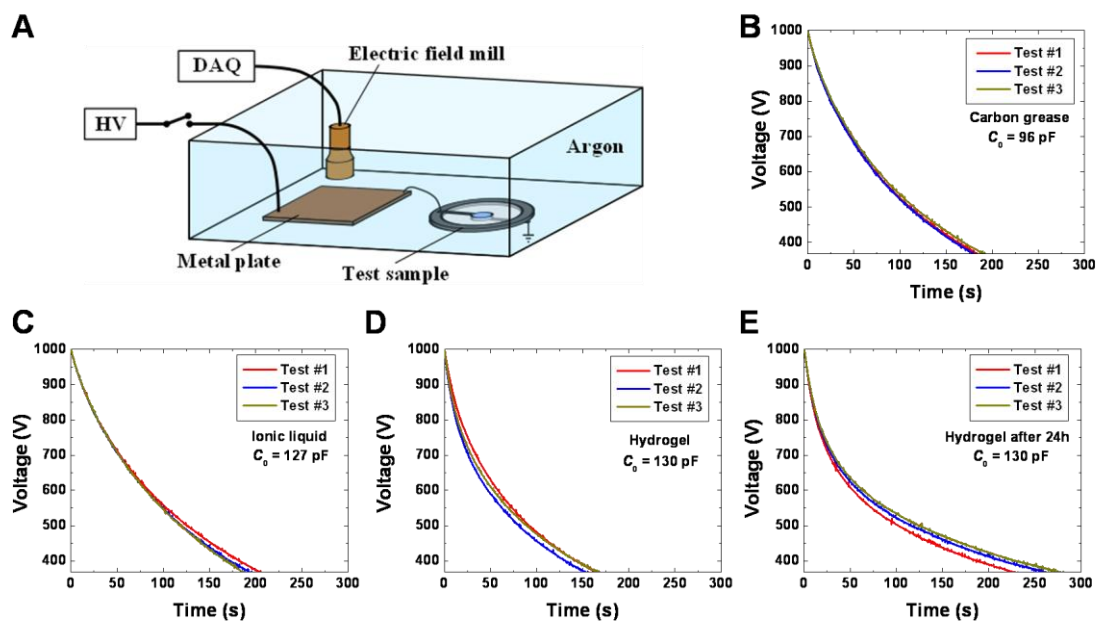 A
DAQ
Electric field mill
HV
Argon
Metal plate
Test sample
B
1000
900
800
700
600
500
400
Voltage (V)
Test #1
Test #2
Test #3
Carbon grease
C₀ = 96 pF
0 50 100 150 200 250 300
Time (s)
C
1000
900
800
700
600
500
400
Voltage (V)
Test #1
Test #2
Test #3
Ionic liquid
C₀ = 127 pF
0 50 100 150 200 250 300
Time (s)
D
1000
900
800
700
600
500
400
Voltage (V)
Test #1
Test #2
Test #3
Hydrogel
C₀ = 130 pF
0 50 100 150 200 250 300
Time (s)
E
1000
900
800
700
600
500
400
Voltage (V)
Test #1
Test #2
Test #3
Hydrogel after 24h
C₀ = 130 pF
0 50 100 150 200 250 300
Time (s)